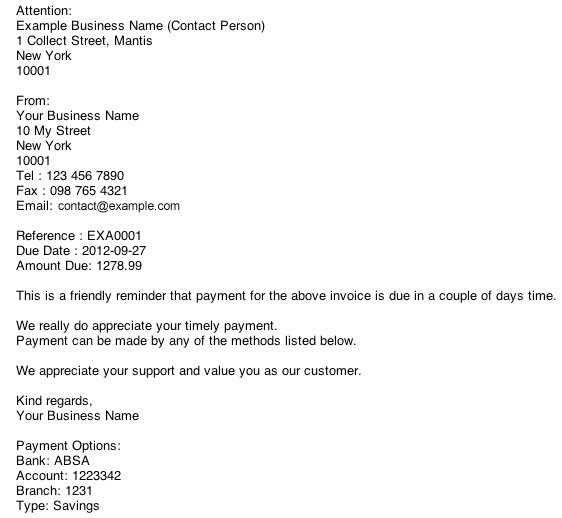 Attention:
Example Business Name (Contact Person)
1 Collect Street, Mantis
New York
10001
From:
Your Business Name
10 My Street
New York
10001
Tel : 123 456 7890
Fax : 098 765 4321
Email: contact@example.com
Reference : EXA0001
Due Date : 2012-09-27
Amount Due: 1278.99
This is a friendly reminder that payment for the above invoice is due in a couple of days time.
We really do appreciate your timely payment.
Payment can be made by any of the methods listed below.
We appreciate your support and value you as our customer.
Kind regards,
Your Business Name
Payment Options:
Bank: ABSA
Account: 1223342
Branch: 1231
Type: Savings